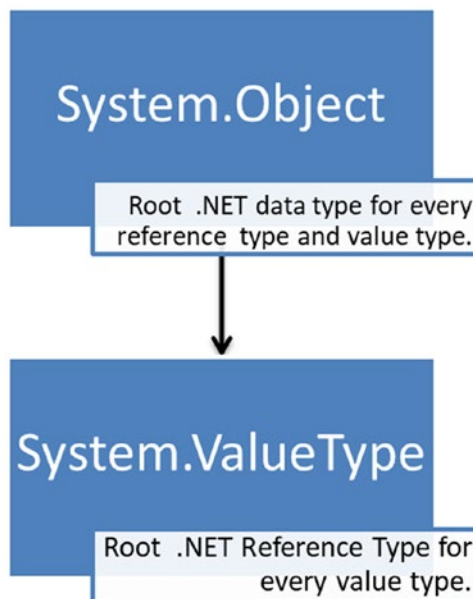 System.Object
Root .NET data type for every
reference type and value type.
System.ValueType
Root .NET Reference Type for
every value type.